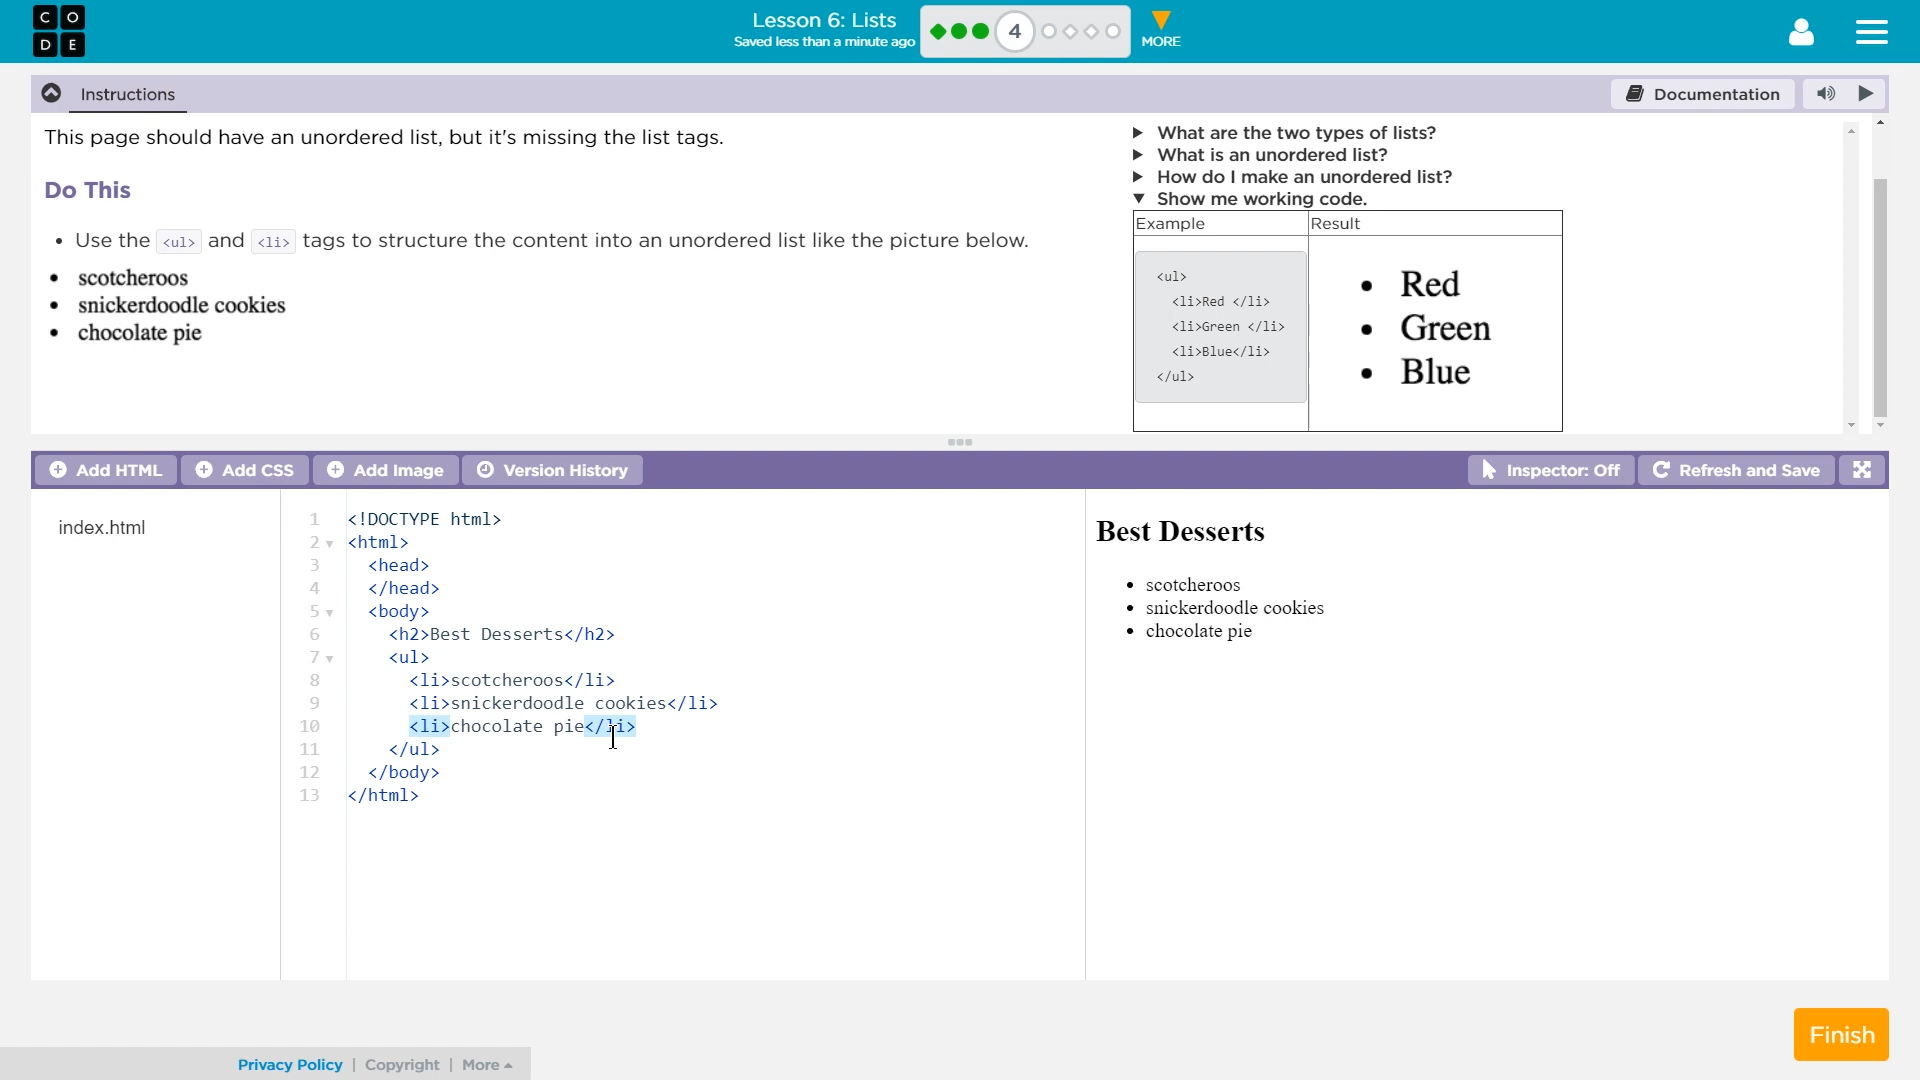 CODE
Lesson 6: Lists
Saved less than a minute ago
4
MORE
Instructions
Documentation
This page should have an unordered list, but it's missing the list tags.
Do This
• Use the <ul> and <li> tags to structure the content into an unordered list like the picture below.
• scotcheroos
• snickerdoodle cookies
• chocolate pie
What are the two types of lists?
What is an unordered list?
How do I make an unordered list?
Show me working code.
Example Result
<ul>
<li>Red </li>
<li>Green </li>
<li>Blue</li>
</ul>
• Red
• Green
• Blue
Add HTML Add CSS Add Image Version History Inspector: Off Refresh and Save
index.html
1 <!DOCTYPE html>
2 <html>
3 <head>
4 </head>
5 <body>
6 <h2>Best Desserts</h2>
7 <ul>
8 <li>scotcheroos</li>
9 <li>snickerdoodle cookies</li>
10 <li>chocolate pie</li>
11 </ul>
12 </body>
13 </html>
Best Desserts
• scotcheroos
• snickerdoodle cookies
• chocolate pie
Finish
Privacy Policy | Copyright | More